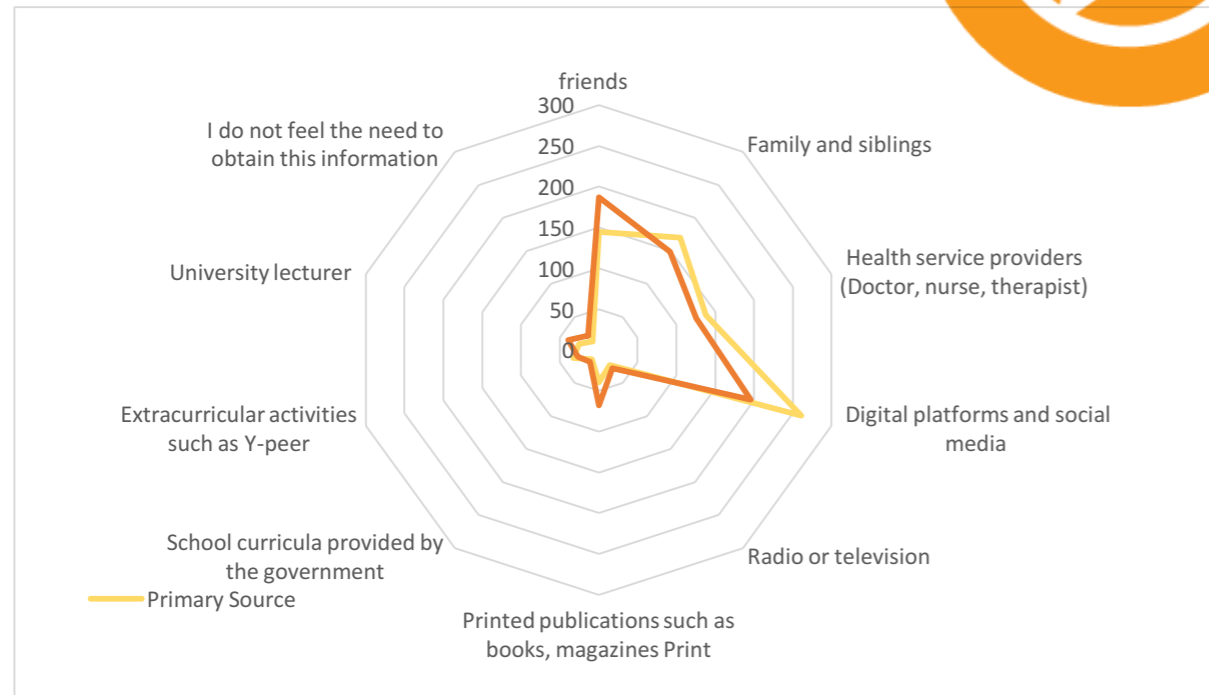 friends
300
250
200
150
100
50
0
Family and siblings
Health service providers
(Doctor, nurse, therapist)
Digital platforms and social
media
Radio or television
Printed publications such as
books, magazines Print
School curricula provided by
the government
Extracurricular activities
such as Y-peer
University lecturer
I do not feel the need to
obtain this information
Primary Source